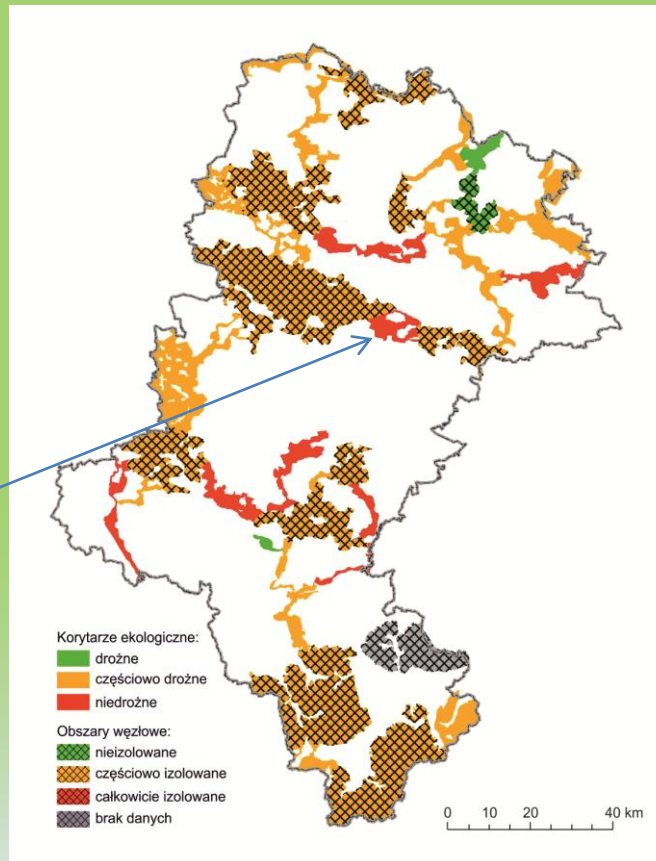 Korytarze ekologiczne:
drożne
częściowo drożne
niedrożne
Obszary węzłowe:
nieizolowane
częściowo izolowane
całkowicie izolowane
brak danych
0 10 20 40 km